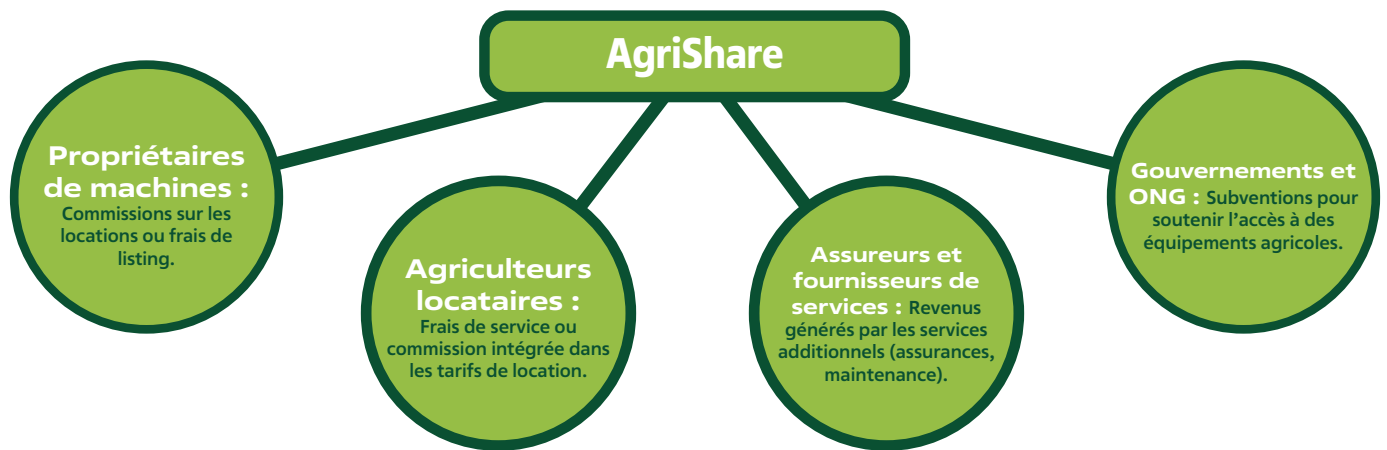 AgriShare
Propriétaires
de machines :
Commissions sur les
locations ou frais de
listing.
Agriculteurs
locataires :
Frais de service ou
commission intégrée dans
les tarifs de location.
Assureurs et
fournisseurs de
services : Revenus
générés par les services
additionnels (assurances,
maintenance).
Gouvernements et
ONG : Subventions pour
soutenir l’accès à des
équipements agricoles.